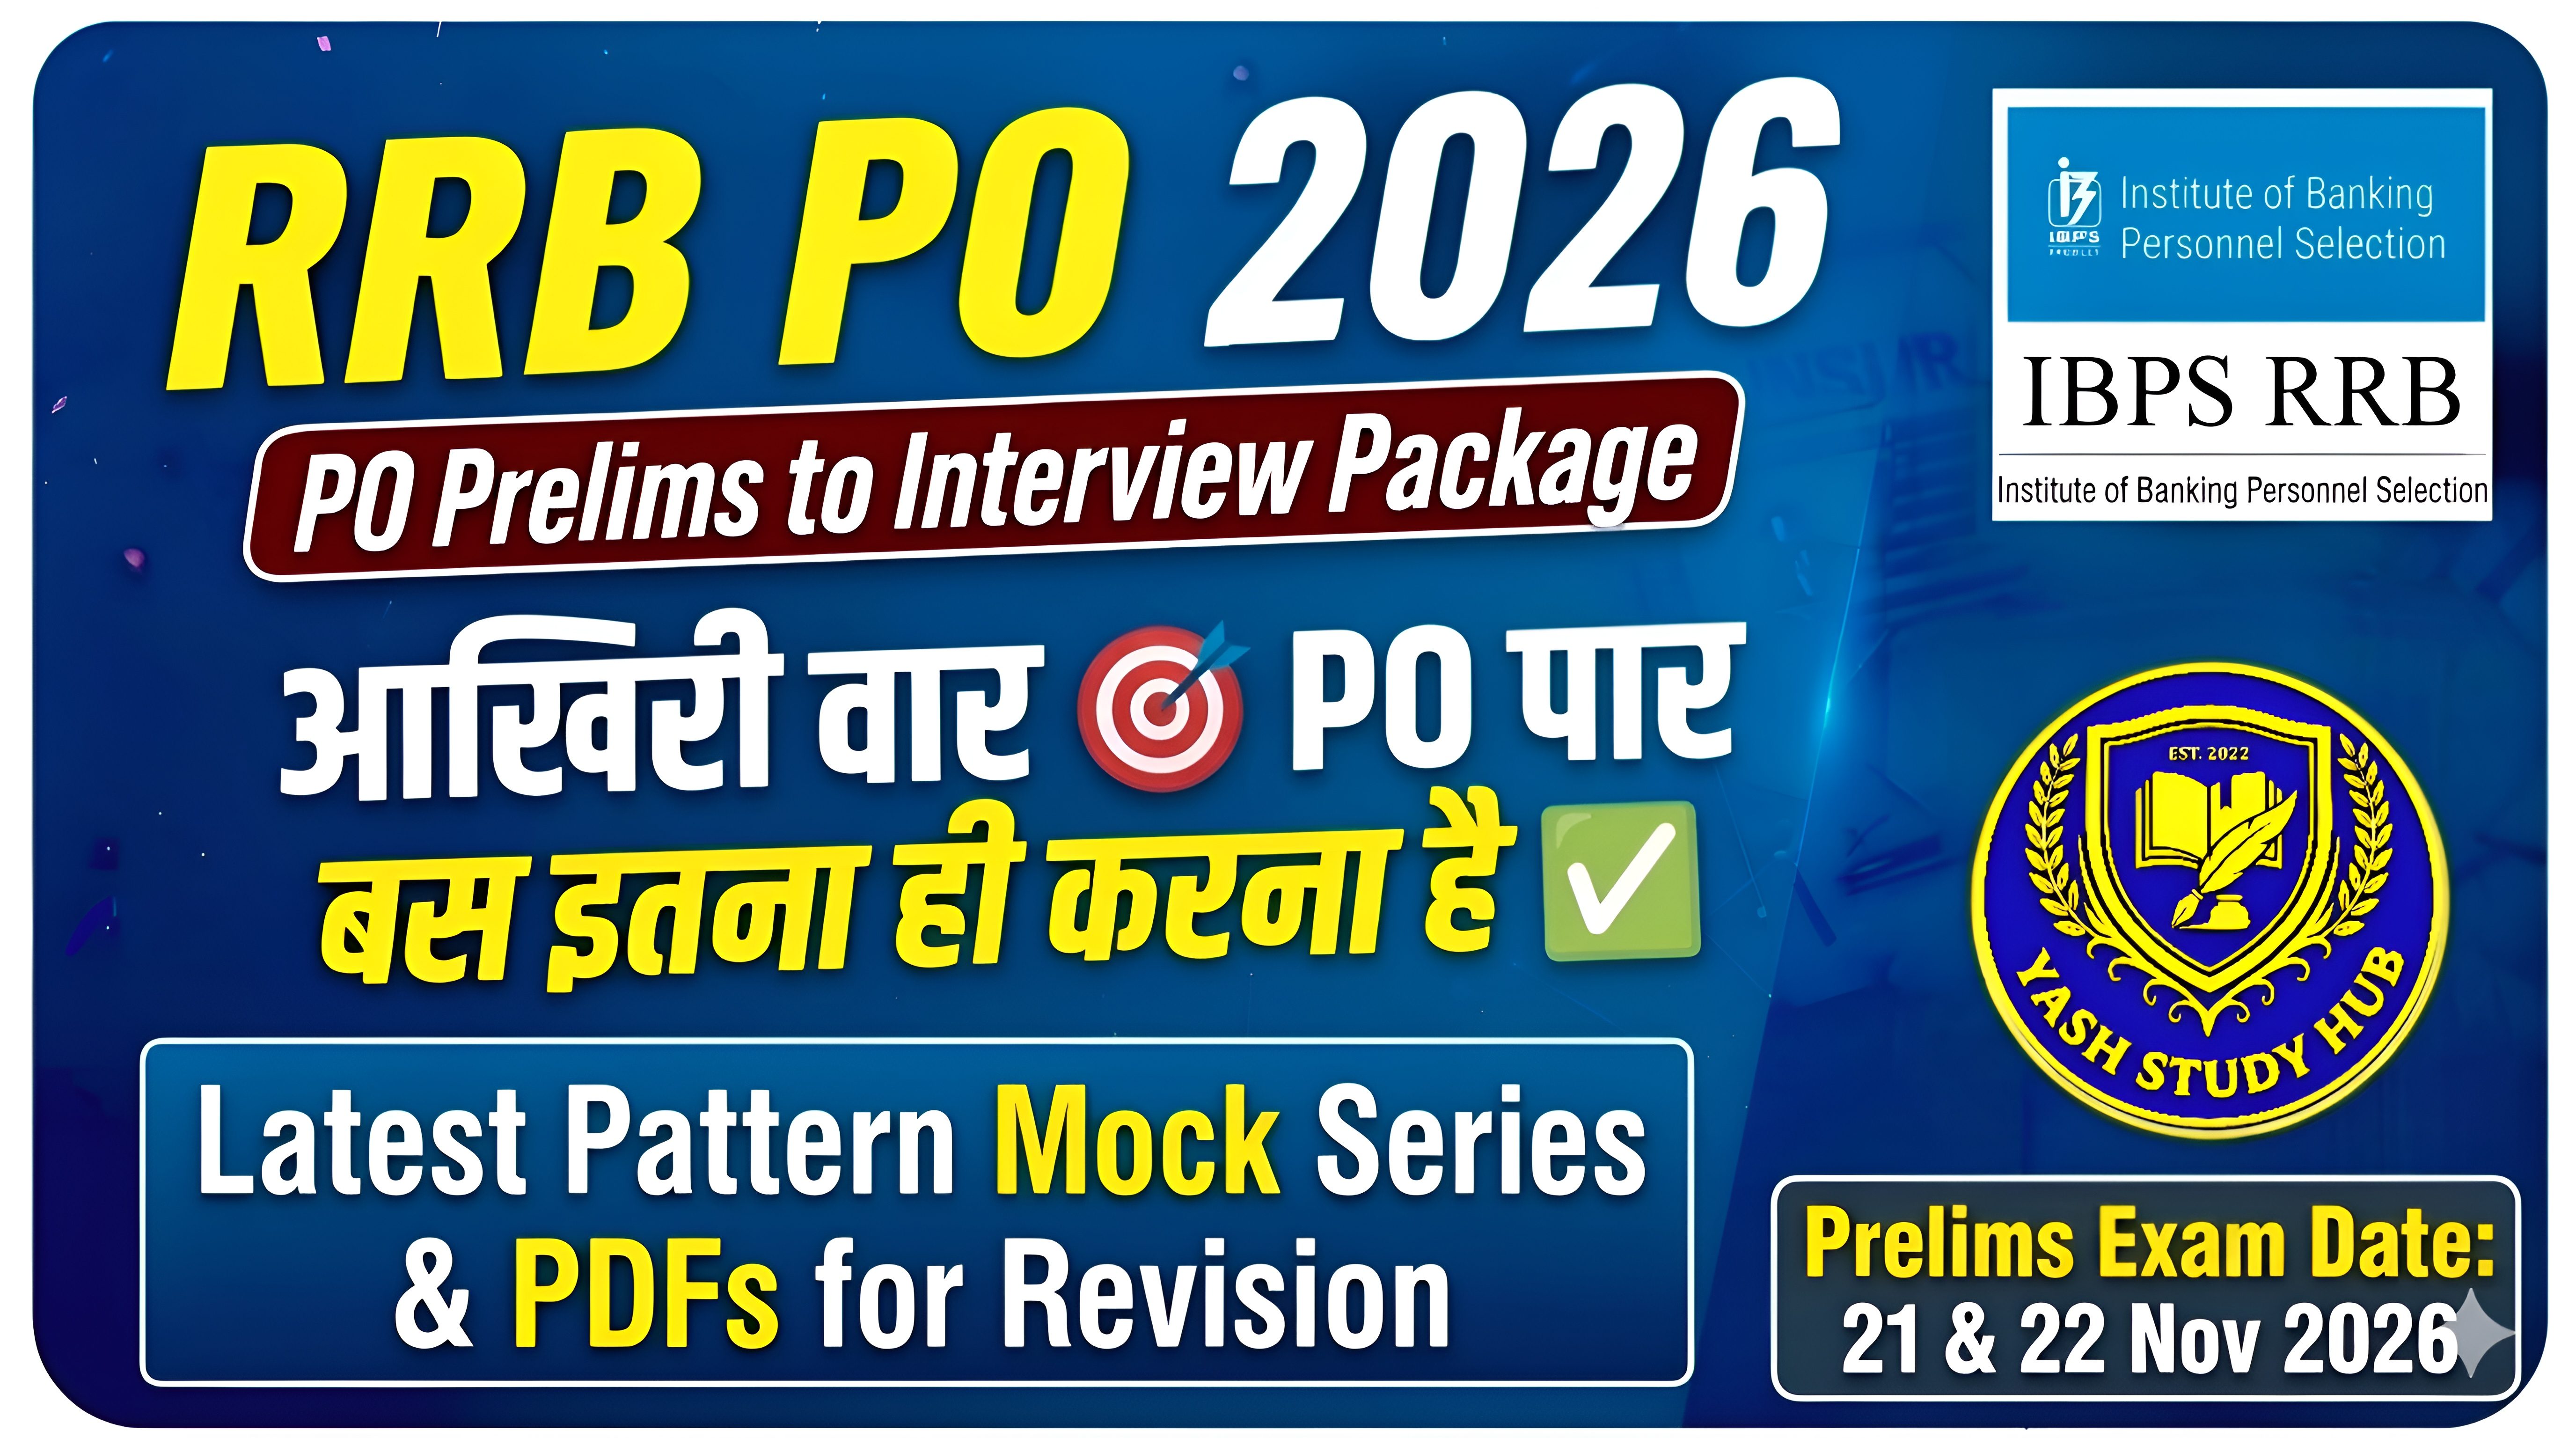 RRB PO 2026
PO Prelims to Interview Package
आखिरी वार 🎯 PO पार
बस इतना ही करना है ✅
Latest Pattern Mock Series
& PDFs for Revision
Institute of Banking
Personnel Selection
IBPS RRB
Institute of Banking Personnel Selection
EST. 2022
YASH STUDY HUB
Prelims Exam Date:
21 & 22 Nov 2026